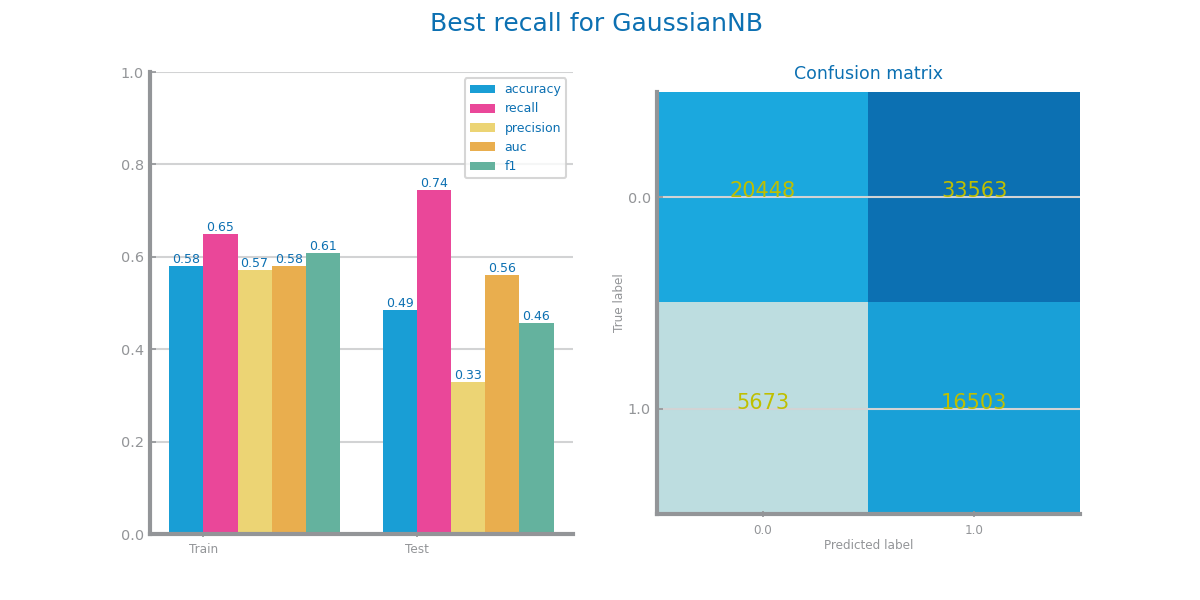 Best recall for GaussianNB
1.0
0.8
0.6
0.4
0.2
0.0
accuracy
recall
precision
auc
f1
0.58
0.65
0.57
0.58
0.61
0.49
0.74
0.33
0.56
0.46
Train
Test
Confusion matrix
True label
0.0
1.0
20448
33563
5673
16503
0.0
1.0
Predicted label